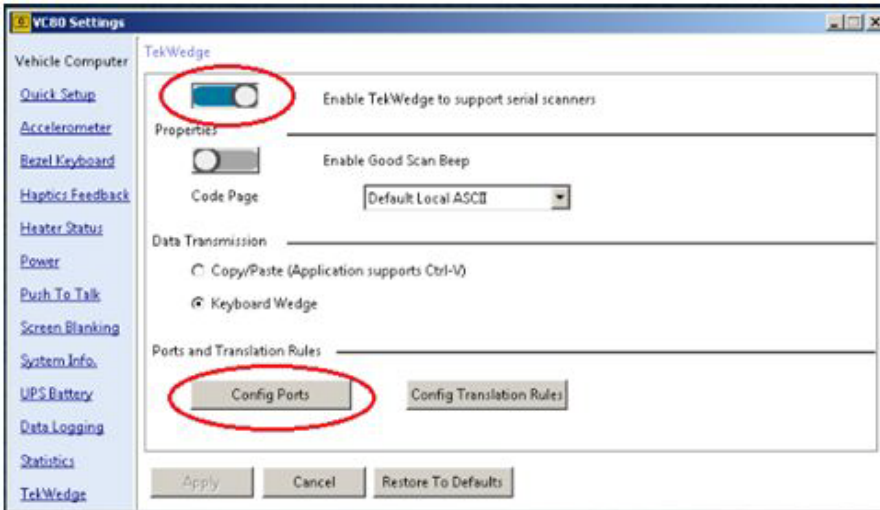 VC80 Settings
Vehicle Computer
Quick Setup
Accelerometer
Bezel Keyboard
Haptics Feedback
Heater Status
Power
Push To Talk
Screen Blanking
System Info.
UPS Battery
Data Logging
Statistics
TekWedge
TekWedge
Enable TekWedge to support serial scanners
Properties
Enable Good Scan Beep
Code Page
Default Local ASCII
Data Transmission
Copy/Paste (Application supports Ctrl-V)
Keyboard Wedge
Ports and Translation Rules
Config Ports
Config Translation Rules
Apply
Cancel
Restore To Defaults